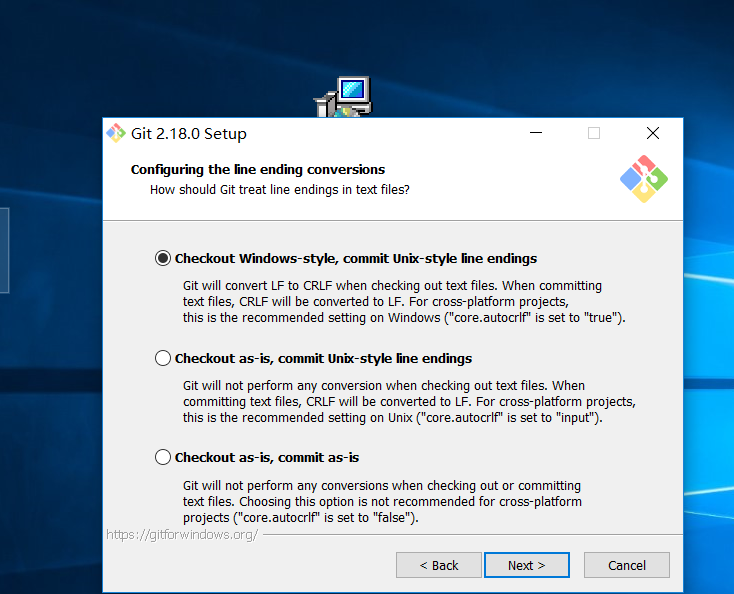 Git 2.18.0 Setup
Configuring the line ending conversions
How should Git treat line endings in text files?
Checkout Windows-style, commit Unix-style line endings
Git will convert LF to CRLF when checking out text files. When committing
text files, CRLF will be converted to LF. For cross-platform projects,
this is the recommended setting on Windows ("core.autocrlf" is set to "true").
Checkout as-is, commit Unix-style line endings
Git will not perform any conversion when checking out text files. When
committing text files, CRLF will be converted to LF. For cross-platform projects,
this is the recommended setting on Unix ("core.autocrlf" is set to "input").
Checkout as-is, commit as-is
Git will not perform any conversions when checking out or committing
text files. Choosing this option is not recommended for cross-platform
projects ("core.autocrlf" is set to "false").
https://gitforwindows.org/
< Back
Next >
Cancel